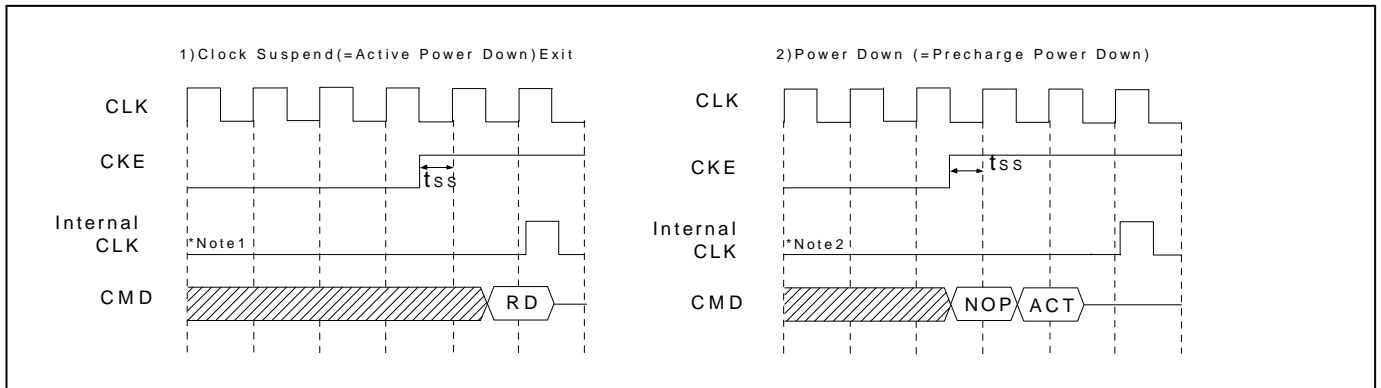 1)Clock Suspend(=Active Power Down)Exit
CLK
CKE
tss
Internal
CLK
*Note1
CMD
RD
2)Power Down (=Precharge Power Down)
CLK
CKE
tss
Internal
CLK
*Note2
CMD
NOP
ACT